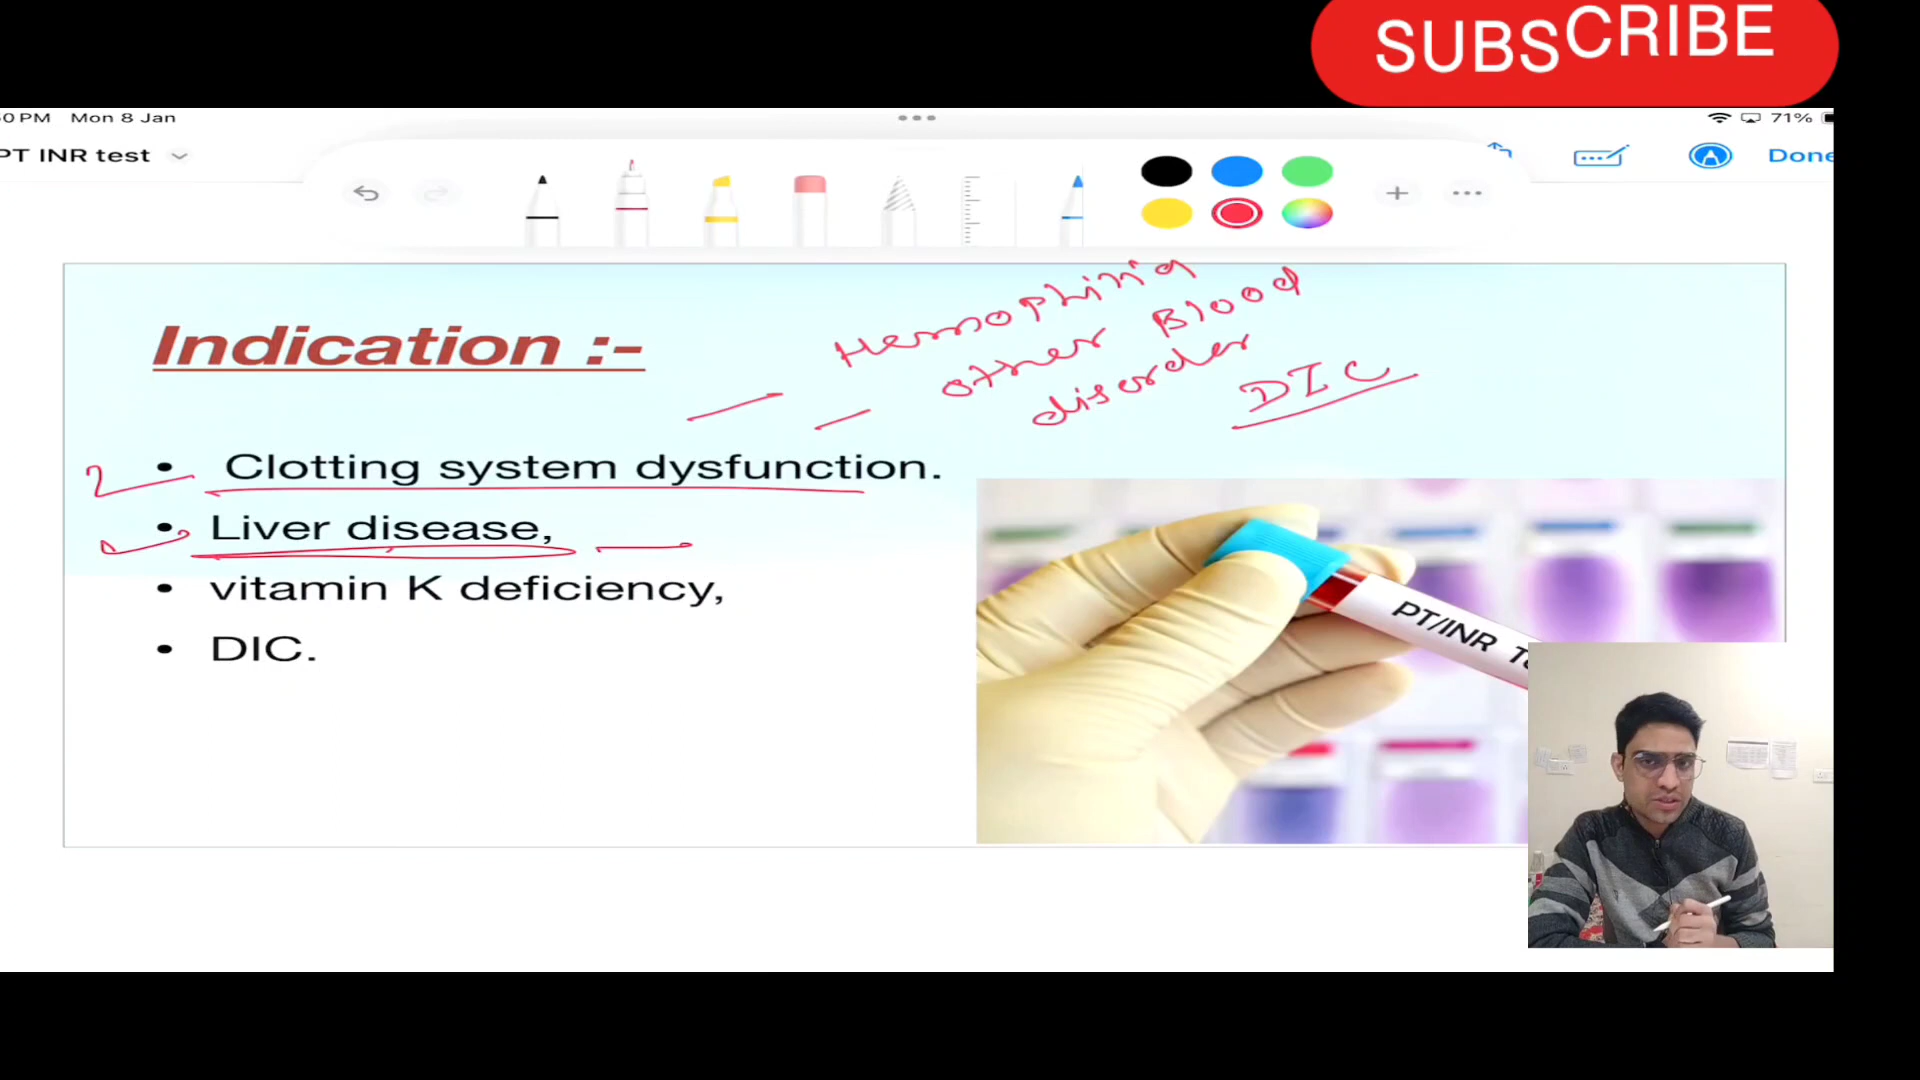 SUBSCRIBE
50 PM Mon 8 Jan
71%
PT INR test
Done
Hemophilia
other Blood
disorder
DIC
Indication :-
• Clotting system dysfunction.
• Liver disease,
• vitamin K deficiency,
• DIC.
PT/INR